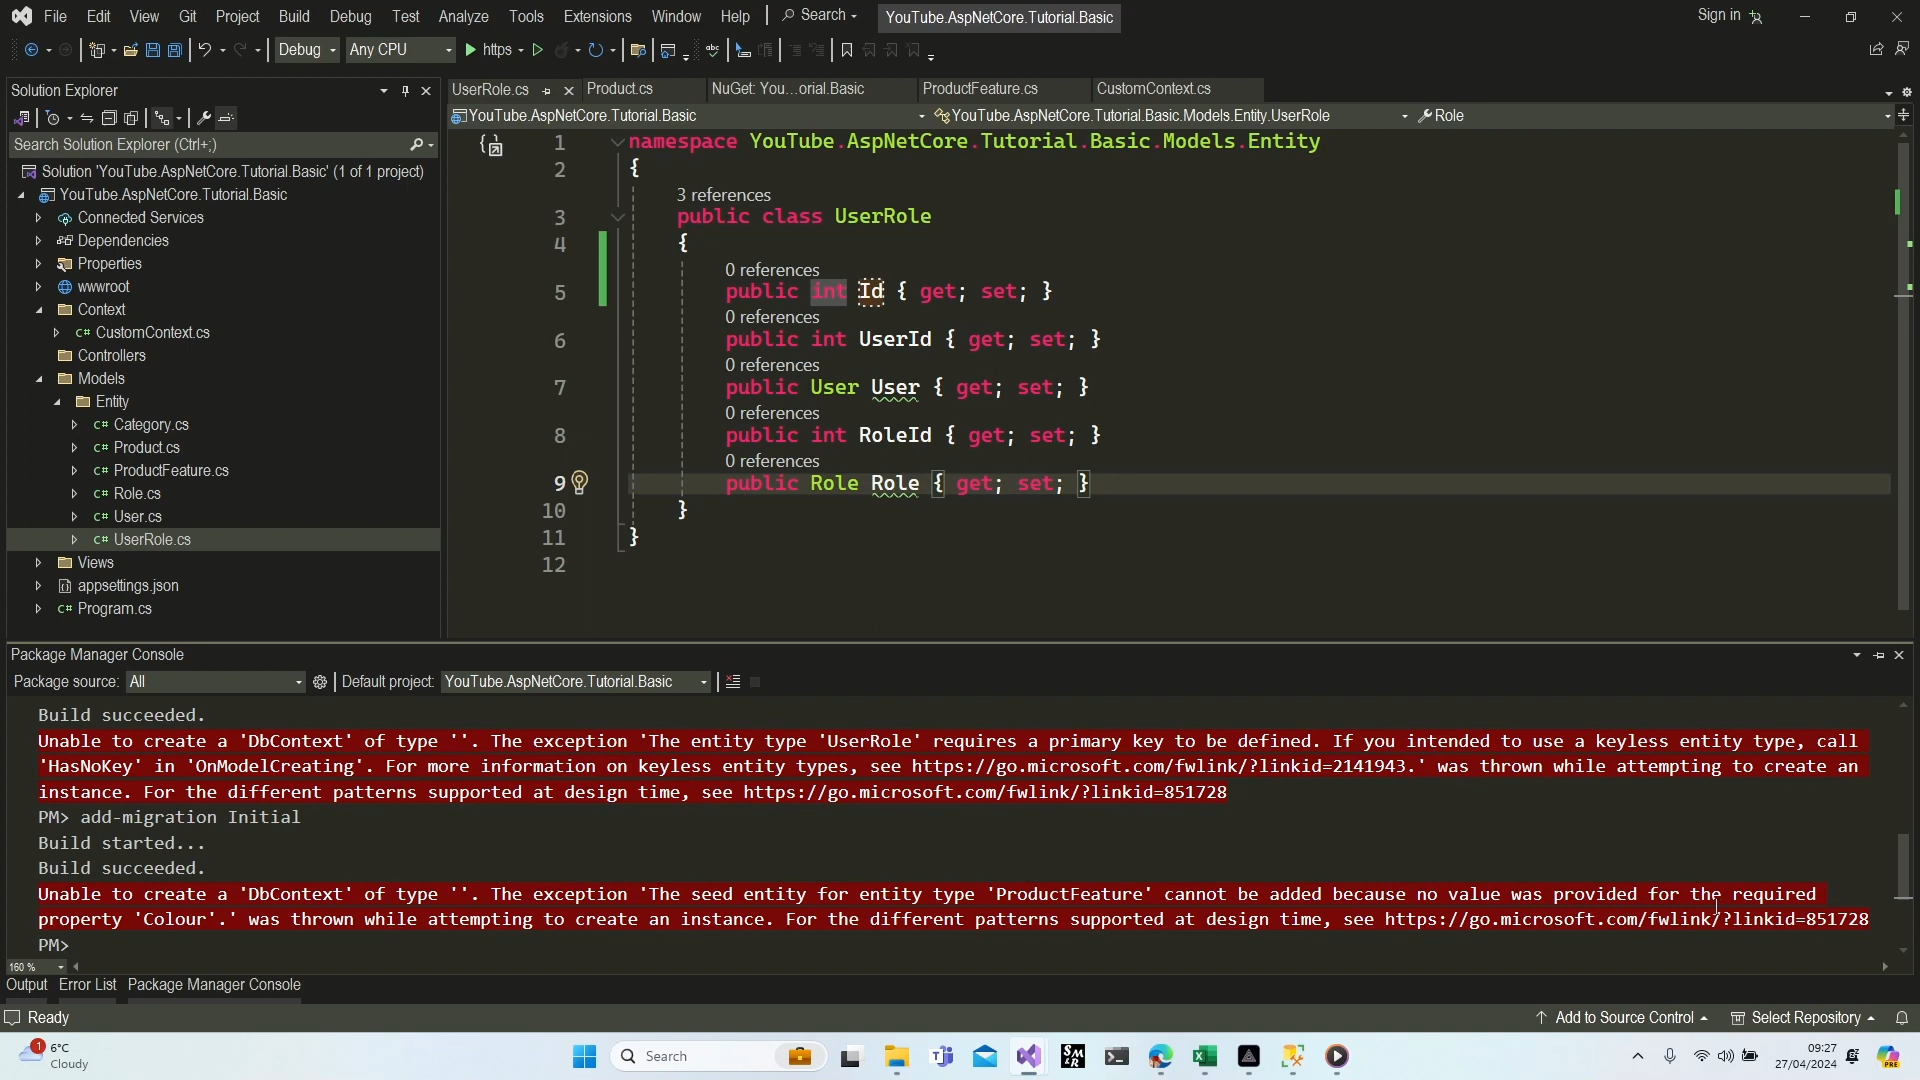 File Edit View Git Project Build Debug Test Analyze Tools Extensions Window Help Search YouTube.AspNetCore.Tutorial.Basic Sign in
Debug Any CPU https
Solution Explorer
Search Solution Explorer (Ctrl+;)
Solution 'YouTube.AspNetCore.Tutorial.Basic' (1 of 1 project)
YouTube.AspNetCore.Tutorial.Basic
Connected Services
Dependencies
Properties
wwwroot
Context
C# CustomContext.cs
Controllers
Models
Entity
C# Category.cs
C# Product.cs
C# ProductFeature.cs
C# Role.cs
C# User.cs
C# UserRole.cs
Views
appsettings.json
C# Program.cs
UserRole.cs Product.cs NuGet: You...orial.Basic ProductFeature.cs CustomContext.cs
YouTube.AspNetCore.Tutorial.Basic YouTube.AspNetCore.Tutorial.Basic.Models.Entity.UserRole Role
1 namespace YouTube.AspNetCore.Tutorial.Basic.Models.Entity
2 {
3 references
3 public class UserRole
4 {
0 references
5 public int Id { get; set; }
0 references
6 public int UserId { get; set; }
0 references
7 public User User { get; set; }
0 references
8 public int RoleId { get; set; }
0 references
9 public Role Role { get; set; }
10 }
11 }
12
Package Manager Console
Package source: All Default project: YouTube.AspNetCore.Tutorial.Basic
Build succeeded.
Unable to create a 'DbContext' of type ''. The exception 'The entity type 'UserRole' requires a primary key to be defined. If you intended to use a keyless entity type, call
'HasNoKey' in 'OnModelCreating'. For more information on keyless entity types, see https://go.microsoft.com/fwlink/?linkid=2141943.' was thrown while attempting to create an
instance. For the different patterns supported at design time, see https://go.microsoft.com/fwlink/?linkid=851728
PM> add-migration Initial
Build started...
Build succeeded.
Unable to create a 'DbContext' of type ''. The exception 'The seed entity for entity type 'ProductFeature' cannot be added because no value was provided for the required
property 'Colour'.' was thrown while attempting to create an instance. For the different patterns supported at design time, see https://go.microsoft.com/fwlink/?linkid=851728
PM>
160 %
Output Error List Package Manager Console
Ready Add to Source Control Select Repository
1 6°C
Cloudy
Search
09:27
27/04/2024
PRE